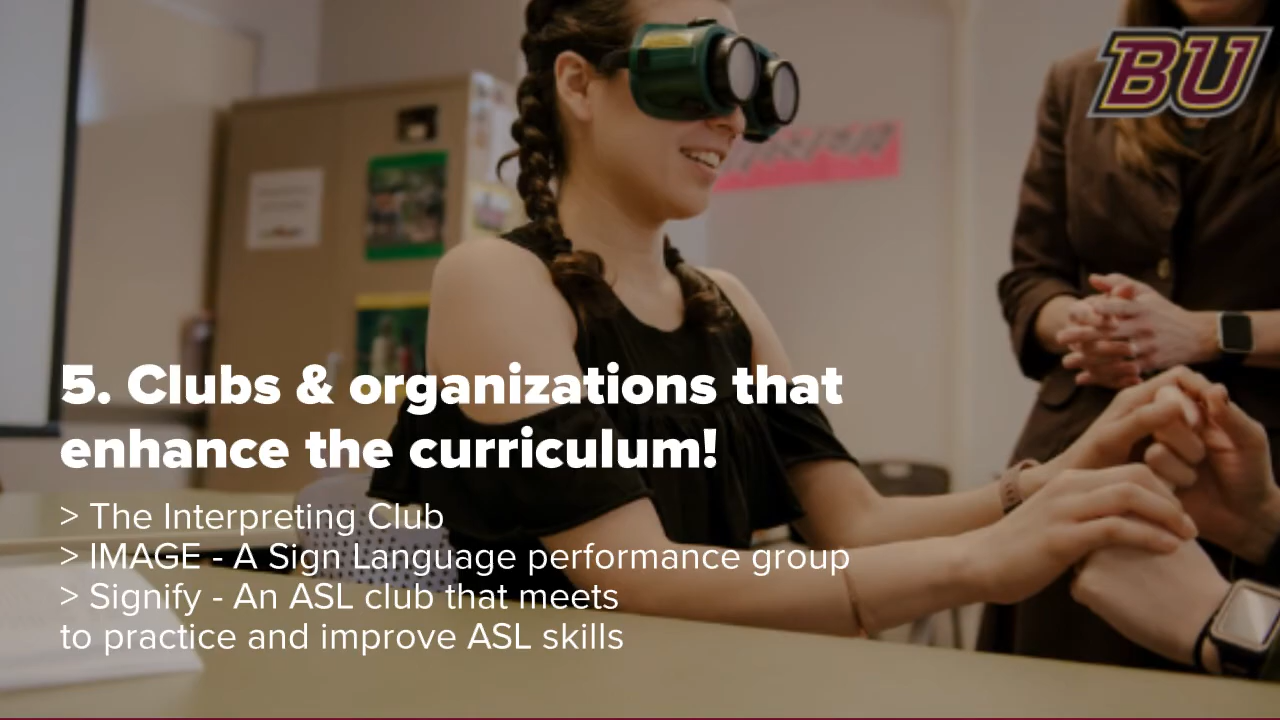 BU
5. Clubs & organizations that
enhance the curriculum!
> The Interpreting Club
> IMAGE - A Sign Language performance group
> Signify - An ASL club that meets
to practice and improve ASL skills